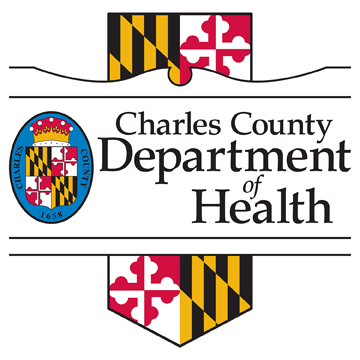 Charles County
Department
of
Health
CHARLES COUNTY
1658